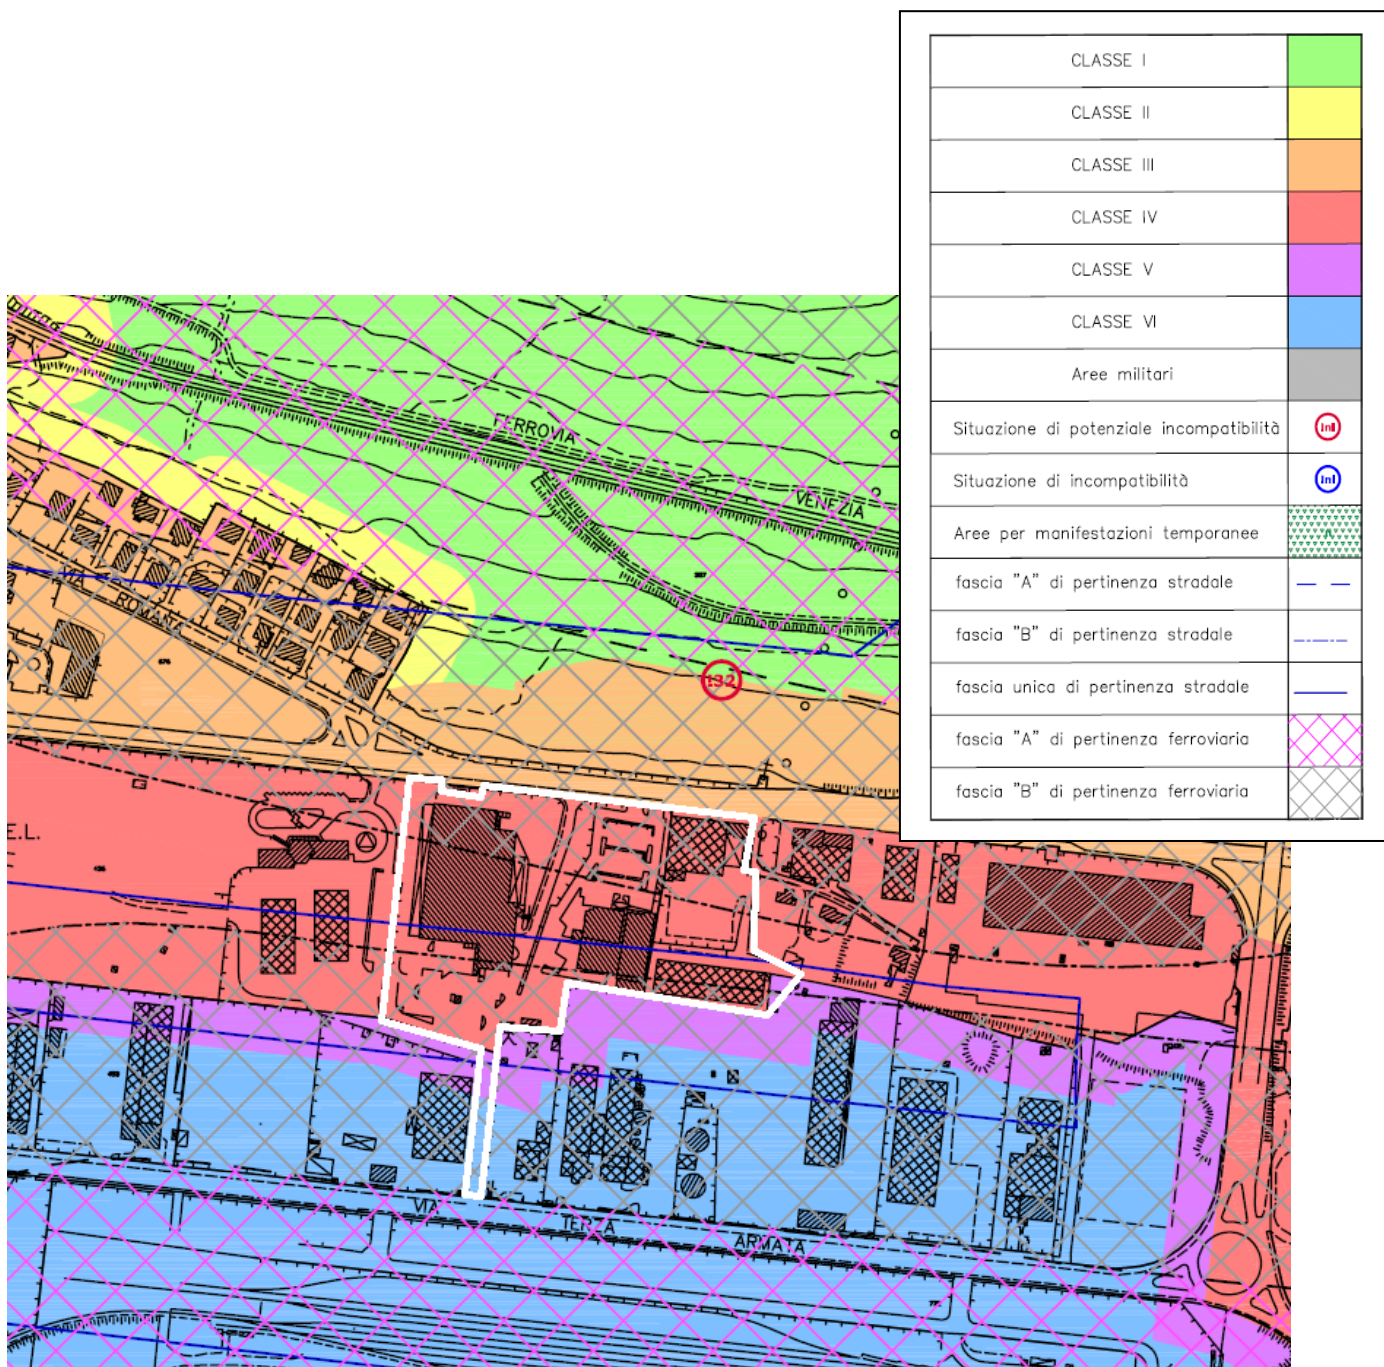 CLASSE I
CLASSE II
CLASSE III
CLASSE IV
CLASSE V
CLASSE VI
Aree militari
Situazione di potenziale incompatibilità
Situazione di incompatibilità
Aree per manifestazioni temporanee
fascia "A" di pertinenza stradale
fascia "B" di pertinenza stradale
fascia unica di pertinenza stradale
fascia "A" di pertinenza ferroviaria
fascia "B" di pertinenza ferroviaria
FERROVIA
VENEZIA
VIA
ROMANA
132
E.L.
VIA
TERZA
ARMATA